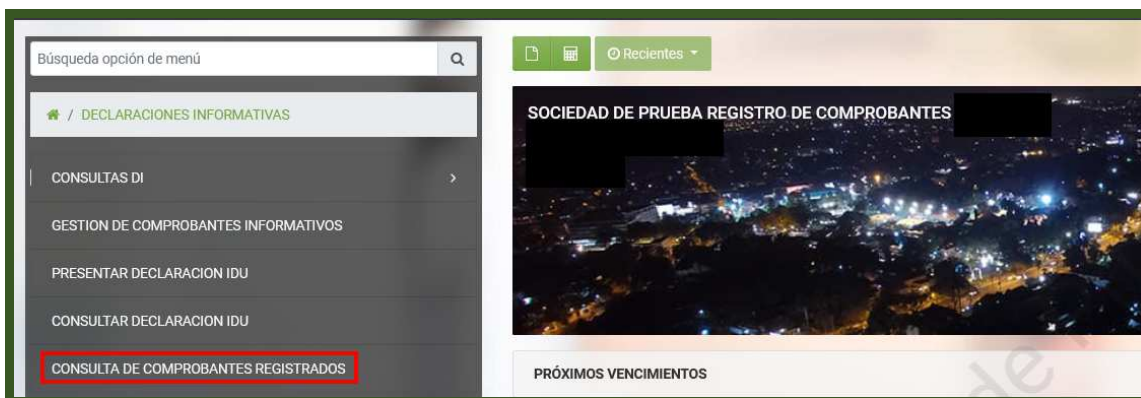 Búsqueda opción de menú
Recientes
/ DECLARACIONES INFORMATIVAS
SOCIEDAD DE PRUEBA REGISTRO DE COMPROBANTES
CONSULTAS DI
GESTION DE COMPROBANTES INFORMATIVOS
PRESENTAR DECLARACION IDU
CONSULTAR DECLARACION IDU
CONSULTA DE COMPROBANTES REGISTRADOS
PRÓXIMOS VENCIMIENTOS
de